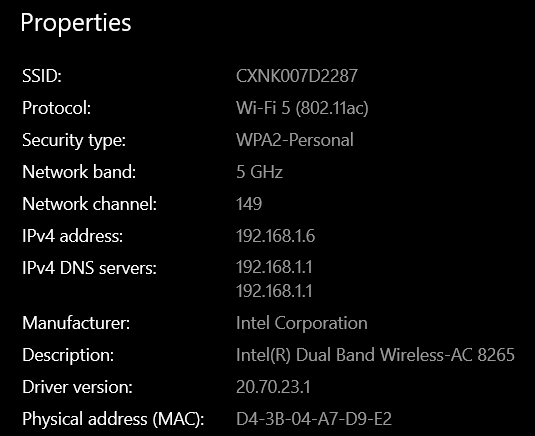 Properties
SSID: CXNK007D2287
Protocol: Wi-Fi 5 (802.11ac)
Security type: WPA2-Personal
Network band: 5 GHz
Network channel: 149
IPv4 address: 192.168.1.6
IPv4 DNS servers: 192.168.1.1
192.168.1.1
Manufacturer: Intel Corporation
Description: Intel(R) Dual Band Wireless-AC 8265
Driver version: 20.70.23.1
Physical address (MAC): D4-3B-04-A7-D9-E2